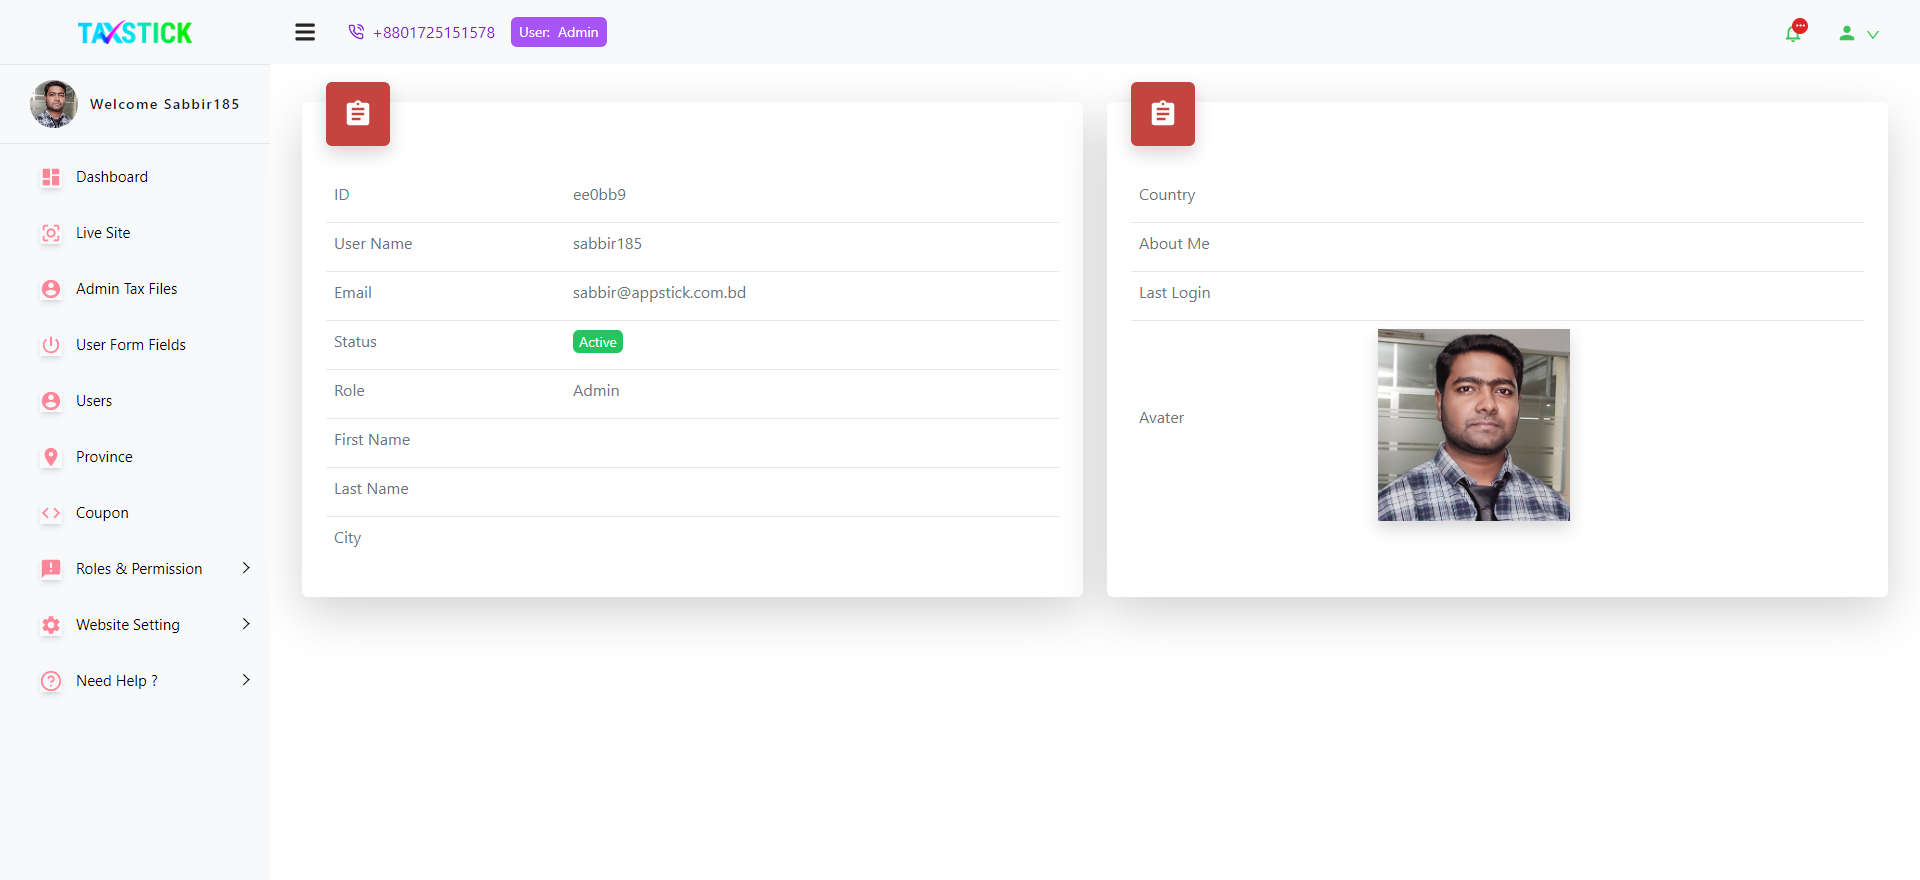 TAXSTICK
+8801725151578
User: Admin
Welcome Sabbir185
Dashboard
Live Site
Admin Tax Files
User Form Fields
Users
Province
Coupon
Roles & Permission
Website Setting
Need Help ?
ID ee0bb9
User Name sabbir185
Email sabbir@appstick.com.bd
Status Active
Role Admin
First Name
Last Name
City
Country
About Me
Last Login
Avater